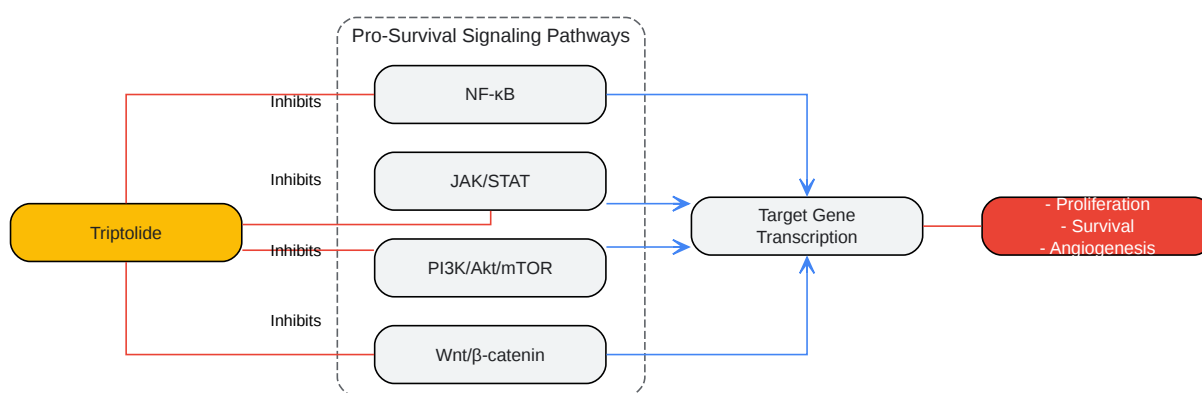 Pro-Survival Signaling Pathways
NF-κB
Inhibits
JAK/STAT
Inhibits
Triptolide
Inhibits
PI3K/Akt/mTOR
Inhibits
Wnt/β-catenin
Target Gene
Transcription
- Proliferation
- Survival
- Angiogenesis